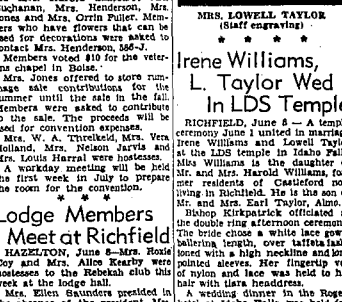 Buchanan, Mrs. Henderson, Mrs.
Jones and Mrs. Orrin Fuller. Mem-
bers who have flowers that can be
used for decorations were asked to
contact Mrs. Henderson, 586-J.
Members voted $10 for the veter-
ans chapel in Boise.
Mrs. Jones offered to store rum-
mage sale contributions for the
summer until the sale in the fall.
Members were asked to contribute
to the sale. The proceeds will be
used for convention expenses.
Mrs. W. A. Threlkeld, Mrs. Vera
Holland, Mrs. Nelson Jarvis and
Mrs. Louis Harral were hostesses.
A workday meeting will be held
the first week in July to prepare
the room for the convention.
* * *
Lodge Members
Meet at Richfield
HAZELTON, June 8—Mrs. Roxie
Coy and Mrs. Alice Kearby were
hostesses to the Rebekah club this
week at the lodge hall.
Mrs. Ellen Saunders presided in
MRS. LOWELL TAYLOR
(Staff engraving)
* * *
Irene Williams,
L. Taylor Wed
In LDS Temple
RICHFIELD, June 8 — A temple
ceremony June 1 united in marriage
Irene Williams and Lowell Taylor
at the LDS temple in Idaho Falls.
Miss Williams is the daughter of
Mr. and Mrs. Harold Williams, for-
mer residents of Castleford now
living in Richfield. He is the son of
Mr. and Mrs. Earl Taylor, Almo.
Bishop Kirkpatrick officiated at
the double ring afternoon ceremony.
The bride chose a white lace gown,
ballerina length, over taffeta fash-
ioned with a high neckline and long
pointed sleeves. Her fingertip veil
of nylon and lace was held to her
hair with tiara headdress.
A wedding dinner in the Rogers